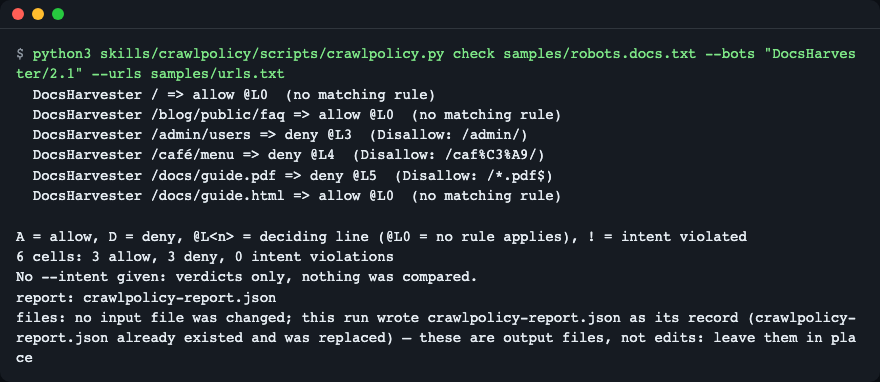 $ python3 skills/crawlpolicy/scripts/crawlpolicy.py check samples/robots.docs.txt --bots "DocsHarves
ter/2.1" --urls samples/urls.txt
  DocsHarvester / => allow @L0  (no matching rule)
  DocsHarvester /blog/public/faq => allow @L0  (no matching rule)
  DocsHarvester /admin/users => deny @L3  (Disallow: /admin/)
  DocsHarvester /café/menu => deny @L4  (Disallow: /caf%C3%A9/)
  DocsHarvester /docs/guide.pdf => deny @L5  (Disallow: /*.pdf$)
  DocsHarvester /docs/guide.html => allow @L0  (no matching rule)

A = allow, D = deny, @L<n> = deciding line (@L0 = no rule applies), ! = intent violated
6 cells: 3 allow, 3 deny, 0 intent violations
No --intent given: verdicts only, nothing was compared.
report: crawlpolicy-report.json
files: no input file was changed; this run wrote crawlpolicy-report.json as its record (crawlpolicy-
report.json already existed and was replaced) — these are output files, not edits: leave them in pla
ce